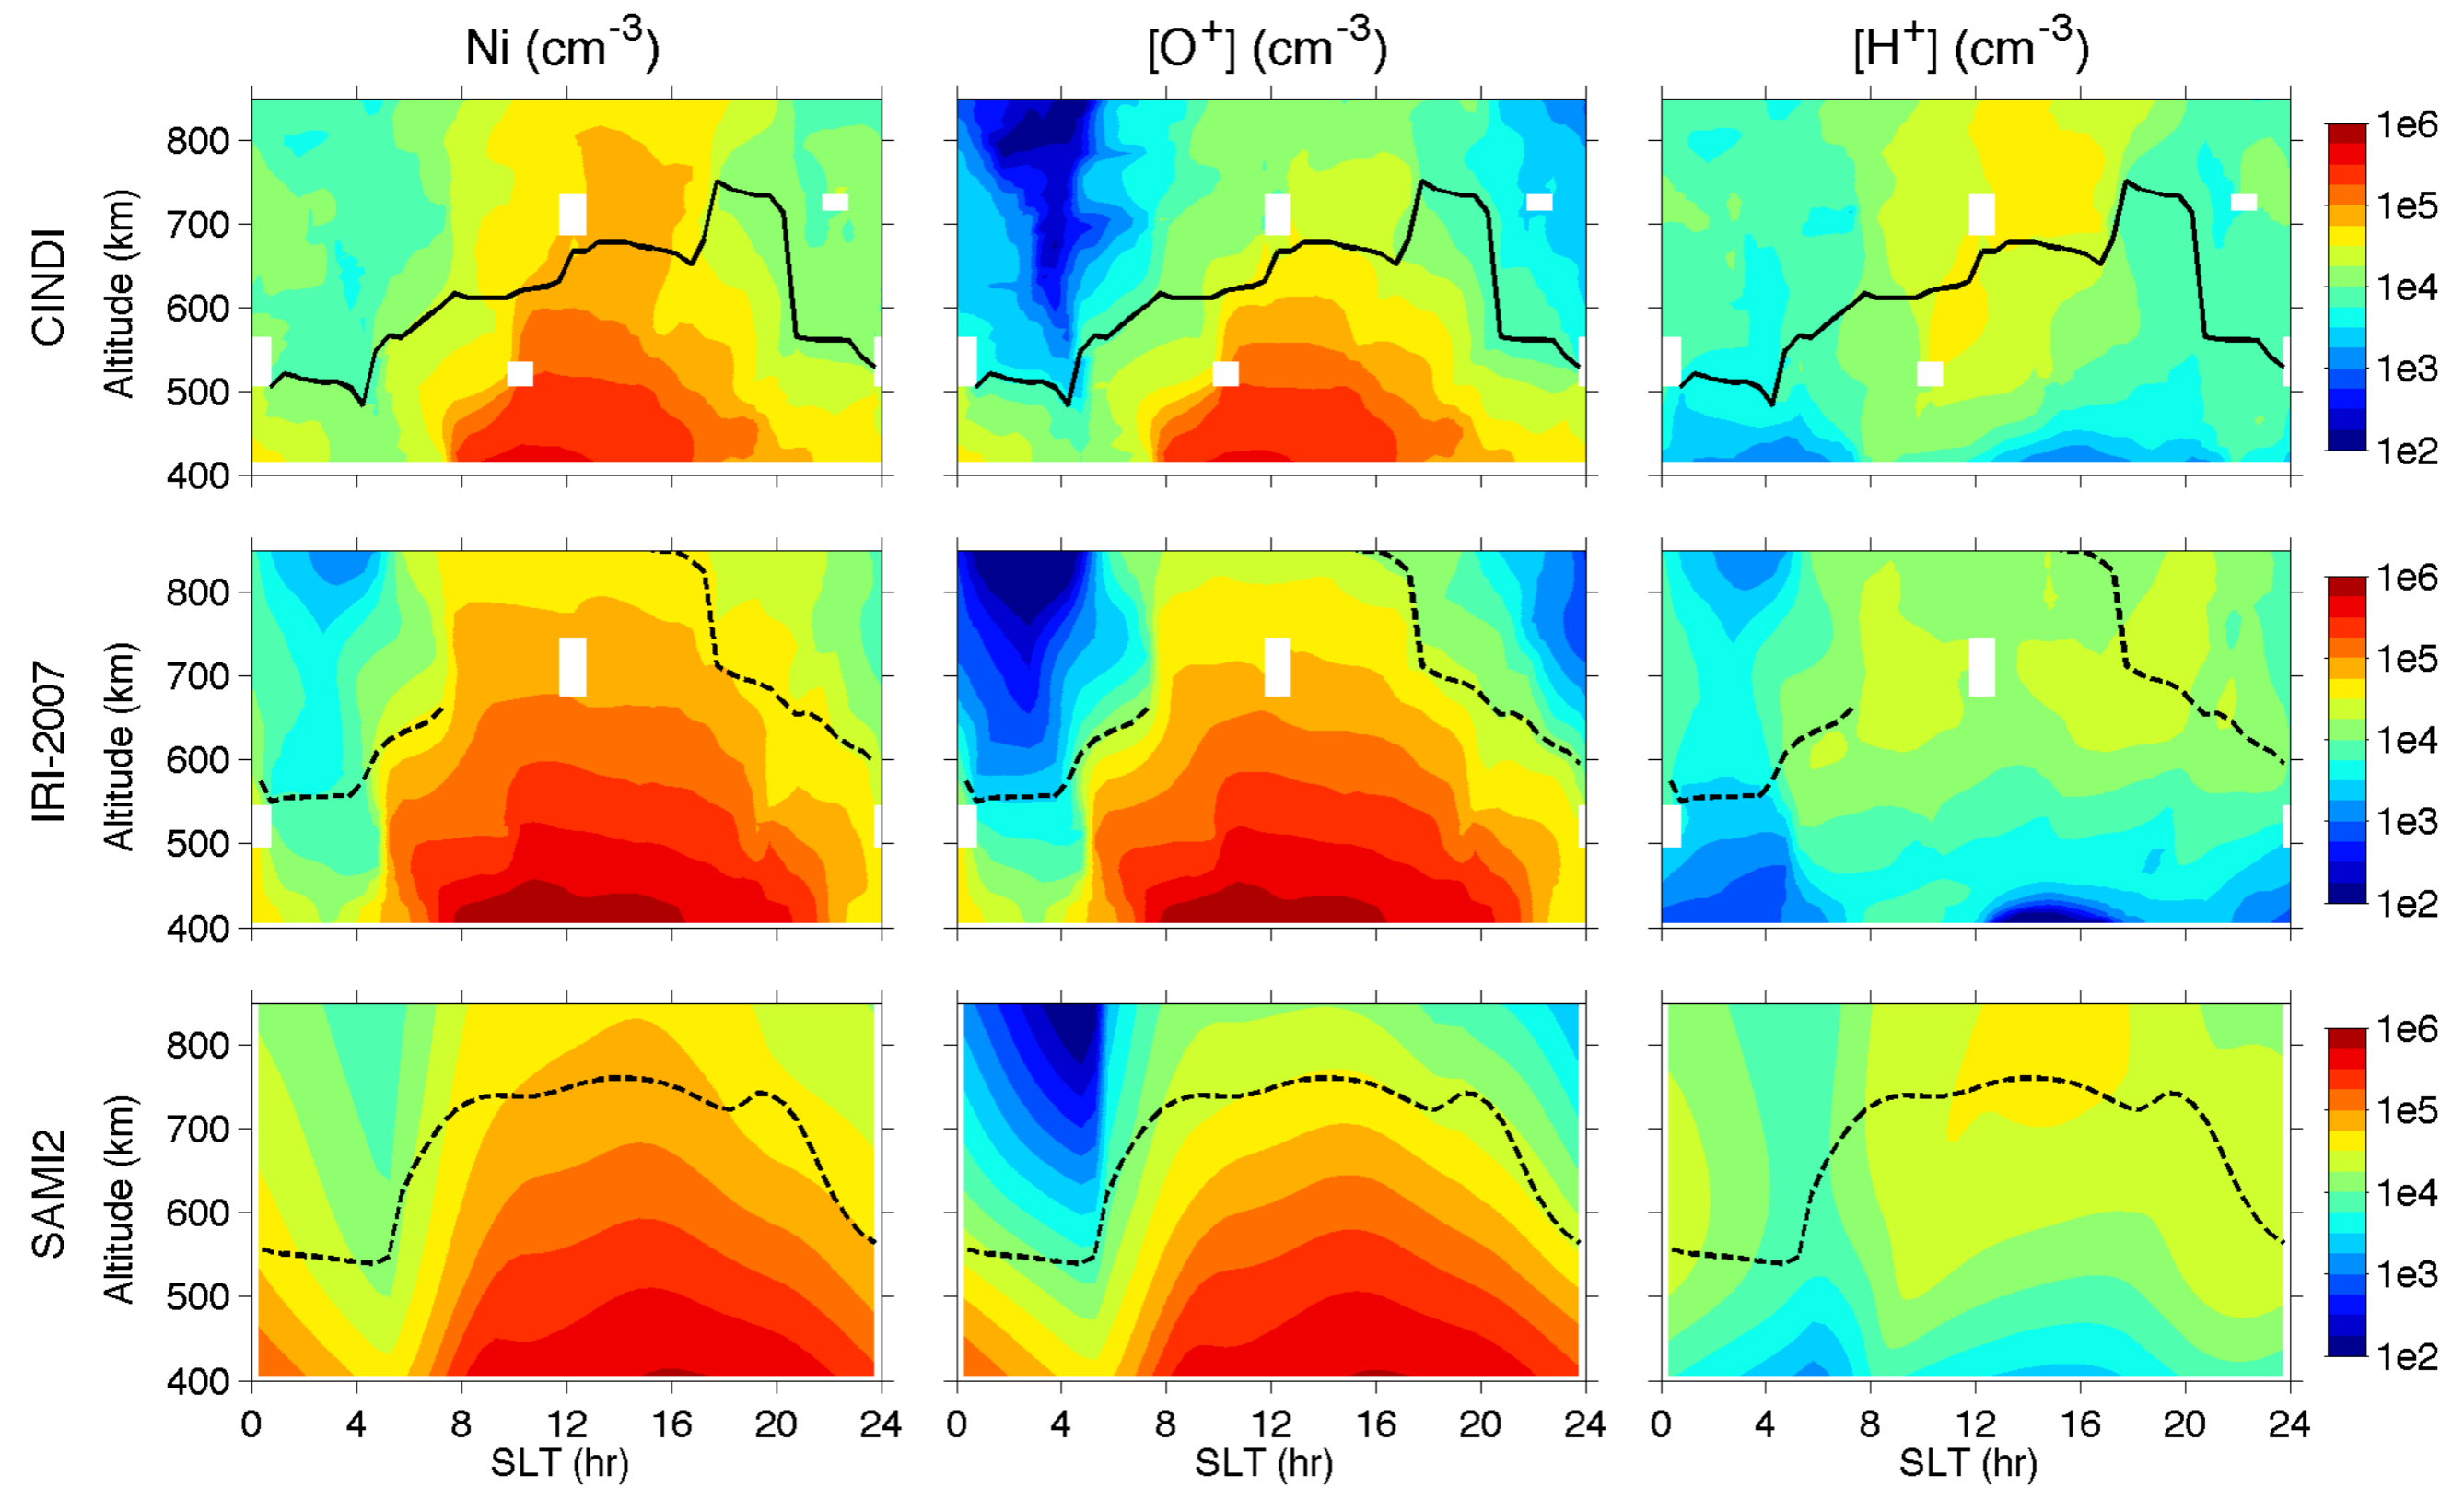 Ni (cm-3)
[O+] (cm-3)
[H+] (cm-3)
CINDI
Altitude (km)
800
700
600
500
400
1e6
1e5
1e4
1e3
1e2
IRI-2007
Altitude (km)
800
700
600
500
400
1e6
1e5
1e4
1e3
1e2
SAMI2
Altitude (km)
800
700
600
500
400
1e6
1e5
1e4
1e3
1e2
0 4 8 12 16 20 24
0 4 8 12 16 20 24
0 4 8 12 16 20 24
SLT (hr)
SLT (hr)
SLT (hr)